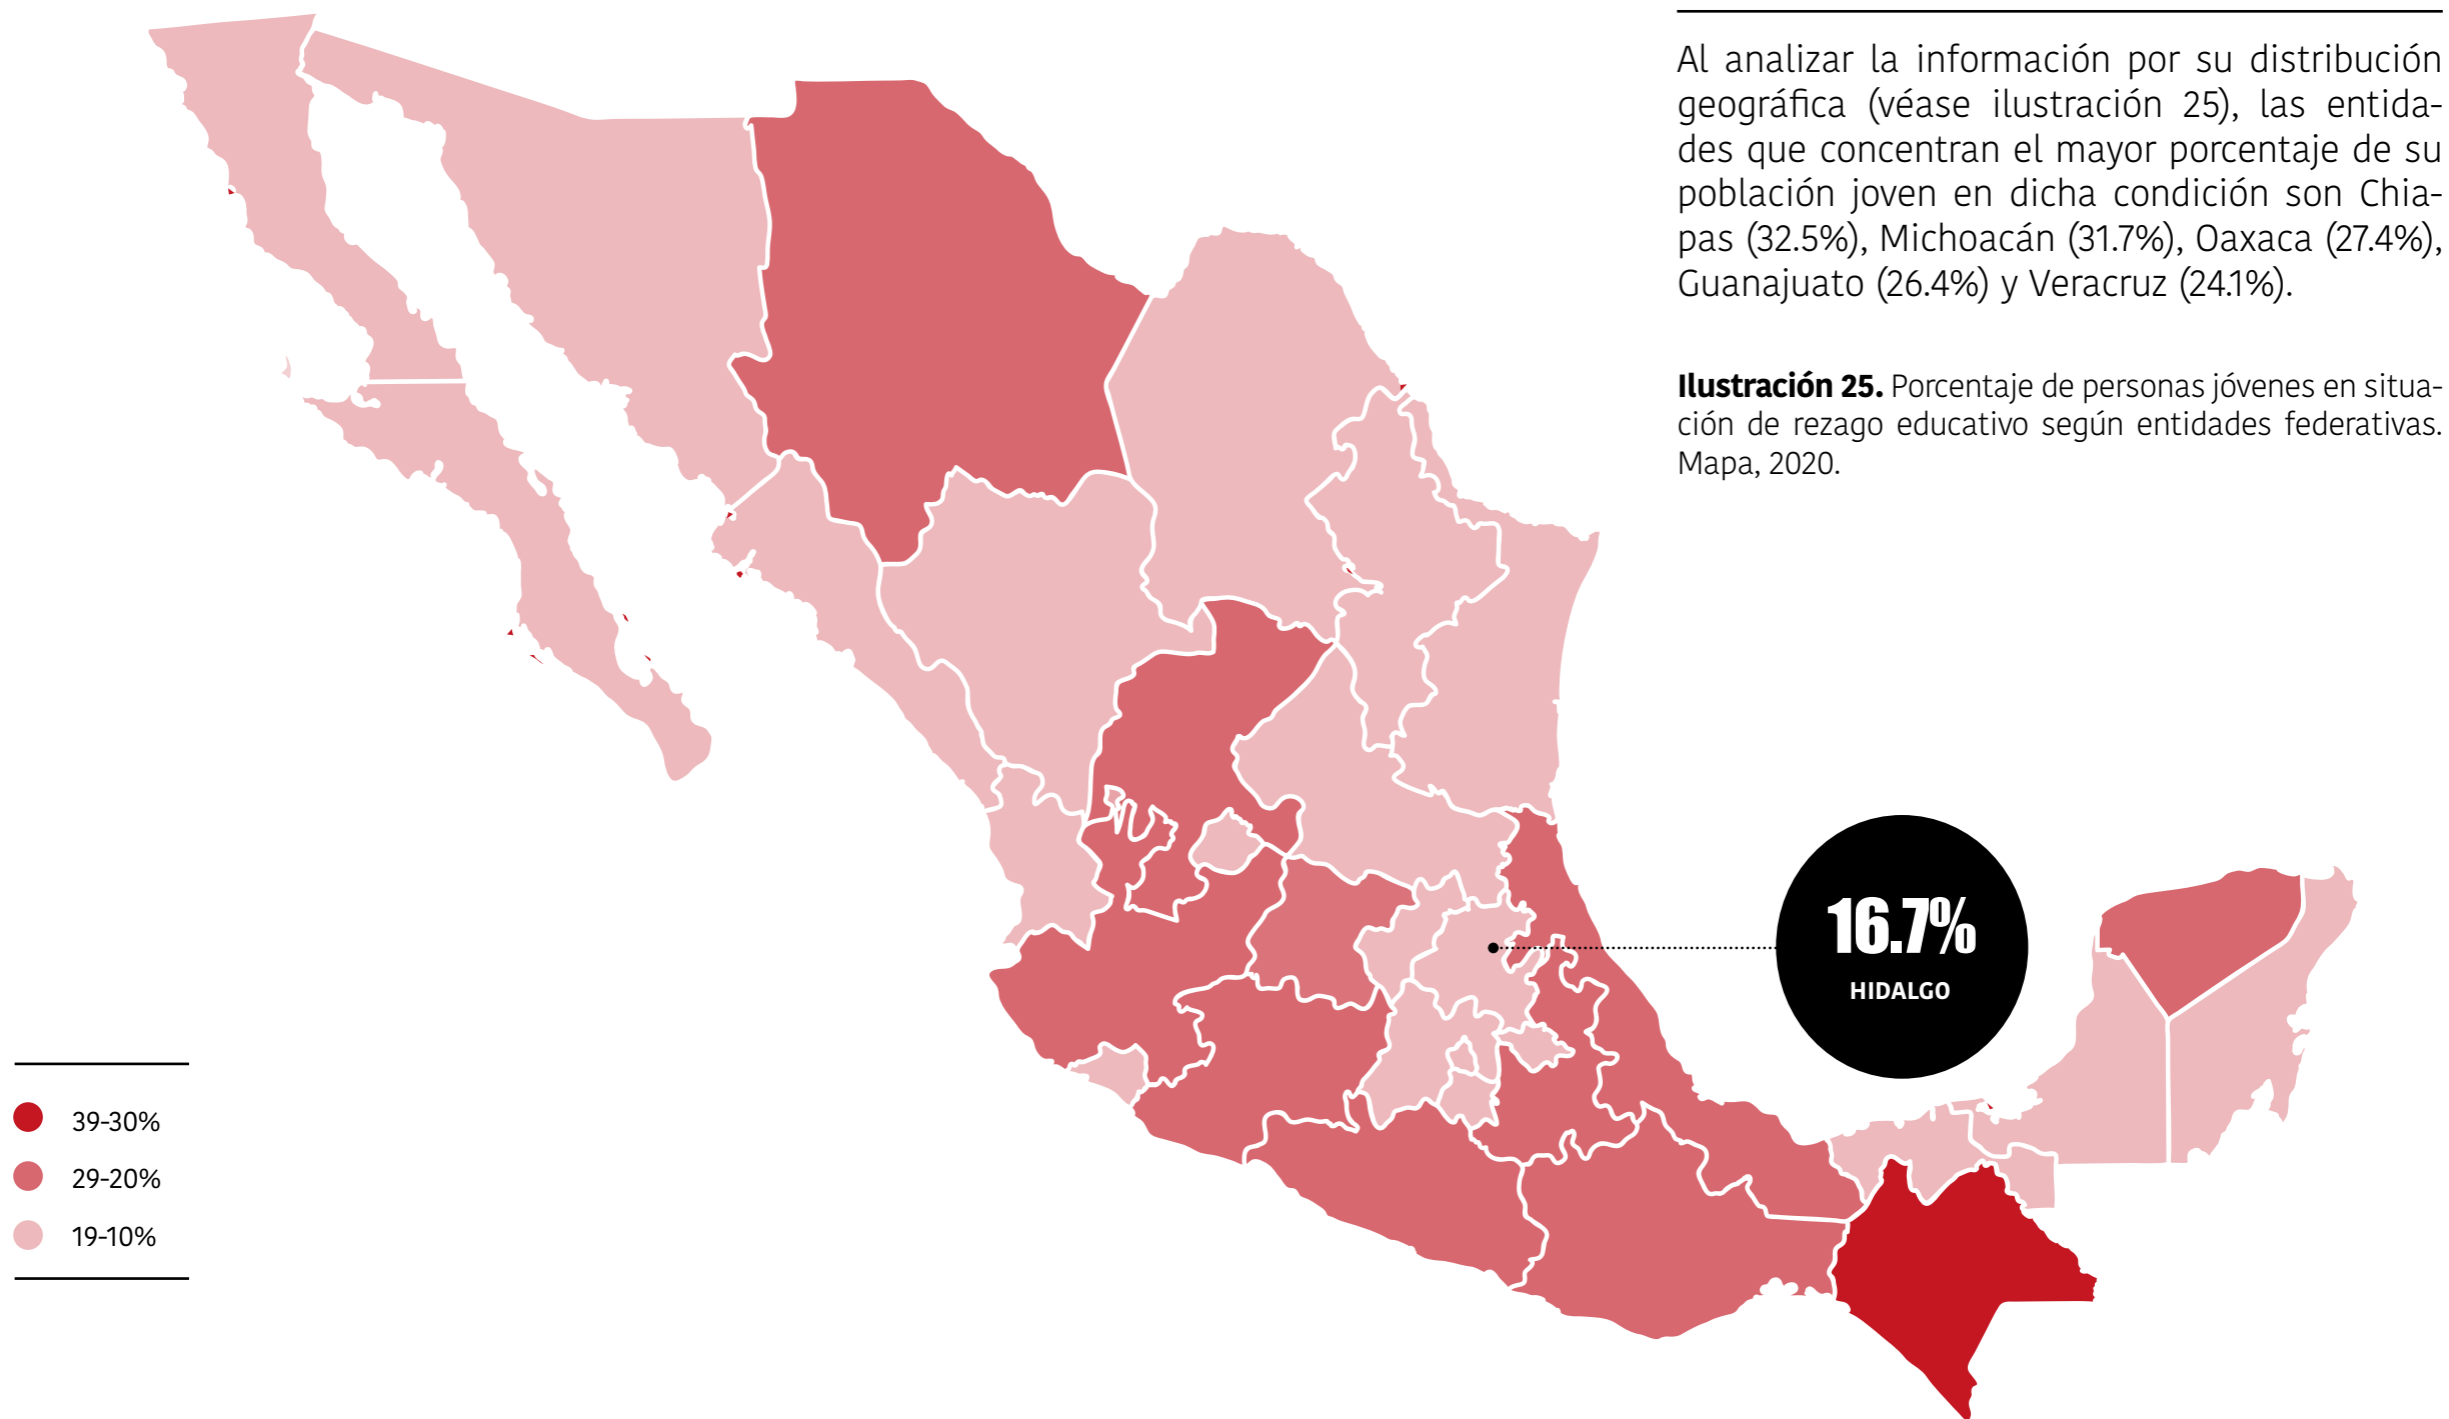 Al analizar la información por su distribución
geográfica (véase ilustración 25), las entida-
des que concentran el mayor porcentaje de su
población joven en dicha condición son Chia-
pas (32.5%), Michoacán (31.7%), Oaxaca (27.4%),
Guanajuato (26.4%) y Veracruz (24.1%).
Ilustración 25. Porcentaje de personas jóvenes en situa-
ción de rezago educativo según entidades federativas.
Mapa, 2020.
16.7%
HIDALGO
39-30%
29-20%
19-10%